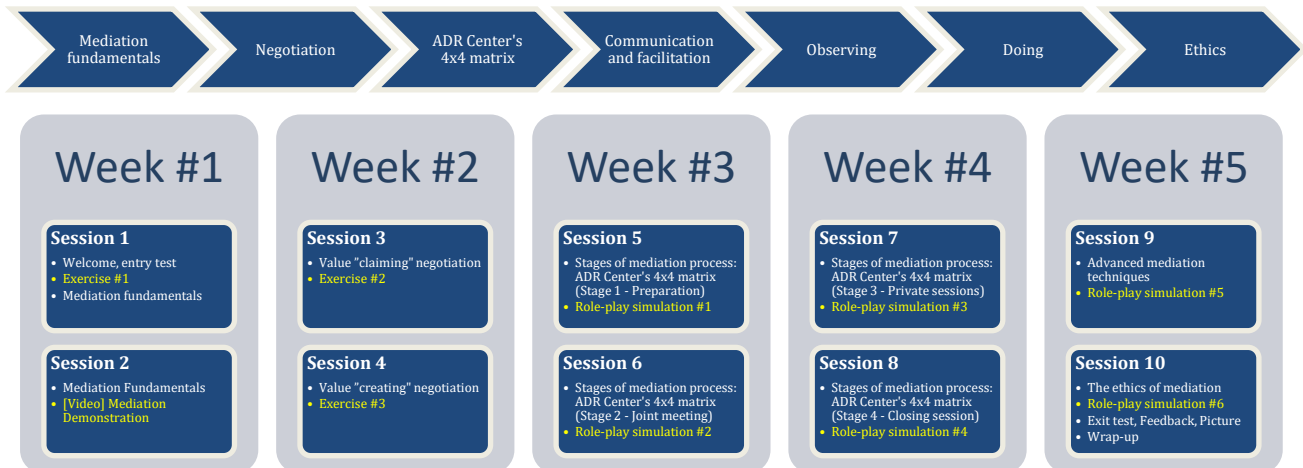 Mediation
fundamentals
Negotiation
ADR Center's
4x4 matrix
Communication
and facilitation
Observing
Doing
Ethics
Week #1
Session 1
• Welcome, entry test
• Exercise #1
• Mediation fundamentals
Session 2
• Mediation Fundamentals
• [Video] Mediation
Demonstration
Week #2
Session 3
• Value "claiming" negotiation
• Exercise #2
Session 4
• Value "creating" negotiation
• Exercise #3
Week #3
Session 5
• Stages of mediation process:
ADR Center's 4x4 matrix
(Stage 1 - Preparation)
• Role-play simulation #1
Session 6
• Stages of mediation process:
ADR Center's 4x4 matrix
(Stage 2 - Joint meeting)
• Role-play simulation #2
Week #4
Session 7
• Stages of mediation process:
ADR Center's 4x4 matrix
(Stage 3 - Private sessions)
• Role-play simulation #3
Session 8
• Stages of mediation process:
ADR Center's 4x4 matrix
(Stage 4 - Closing session)
• Role-play simulation #4
Week #5
Session 9
• Advanced mediation
techniques
• Role-play simulation #5
Session 10
• The ethics of mediation
• Role-play simulation #6
• Exit test, Feedback, Picture
• Wrap-up